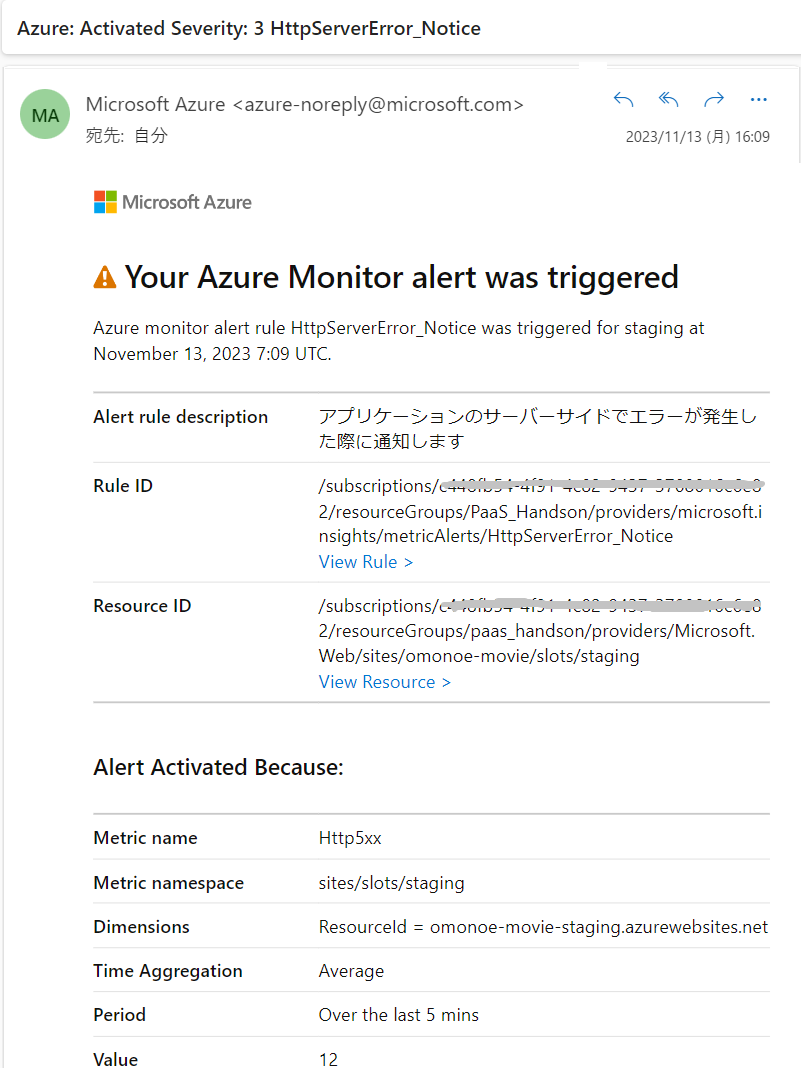 Azure: Activated Severity: 3 HttpServerError_Notice
MA
Microsoft Azure <azure-noreply@microsoft.com>
宛先: 自分
2023/11/13 (月) 16:09
Microsoft Azure
Your Azure Monitor alert was triggered
Azure monitor alert rule HttpServerError_Notice was triggered for staging at
November 13, 2023 7:09 UTC.
Alert rule description
アプリケーションのサーバーサイドでエラーが発生し
た際に通知します
Rule ID
/subscriptions/
2/resourceGroups/PaaS_Handson/providers/microsoft.i
nsights/metricAlerts/HttpServerError_Notice
View Rule >
Resource ID
/subscriptions/
2/resourceGroups/paas_handson/providers/Microsoft.
Web/sites/omonoe-movie/slots/staging
View Resource >
Alert Activated Because:
Metric name
Http5xx
Metric namespace
sites/slots/staging
Dimensions
ResourceId = omonoe-movie-staging.azurewebsites.net
Time Aggregation
Average
Period
Over the last 5 mins
Value
12